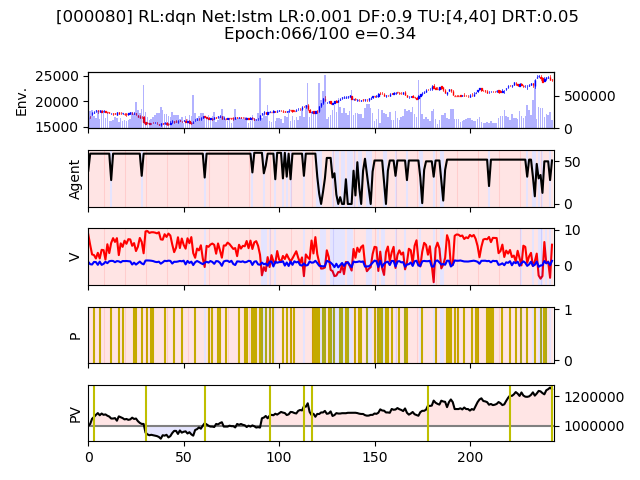 [000080] RL:dqn Net:lstm LR:0.001 DF:0.9 TU:[4,40] DRT:0.05
Epoch:066/100 e=0.34
Env.
25000
20000
15000
500000
0
Agent
50
0
V
10
0
P
1
0
PV
1200000
1000000
0
50
100
150
200